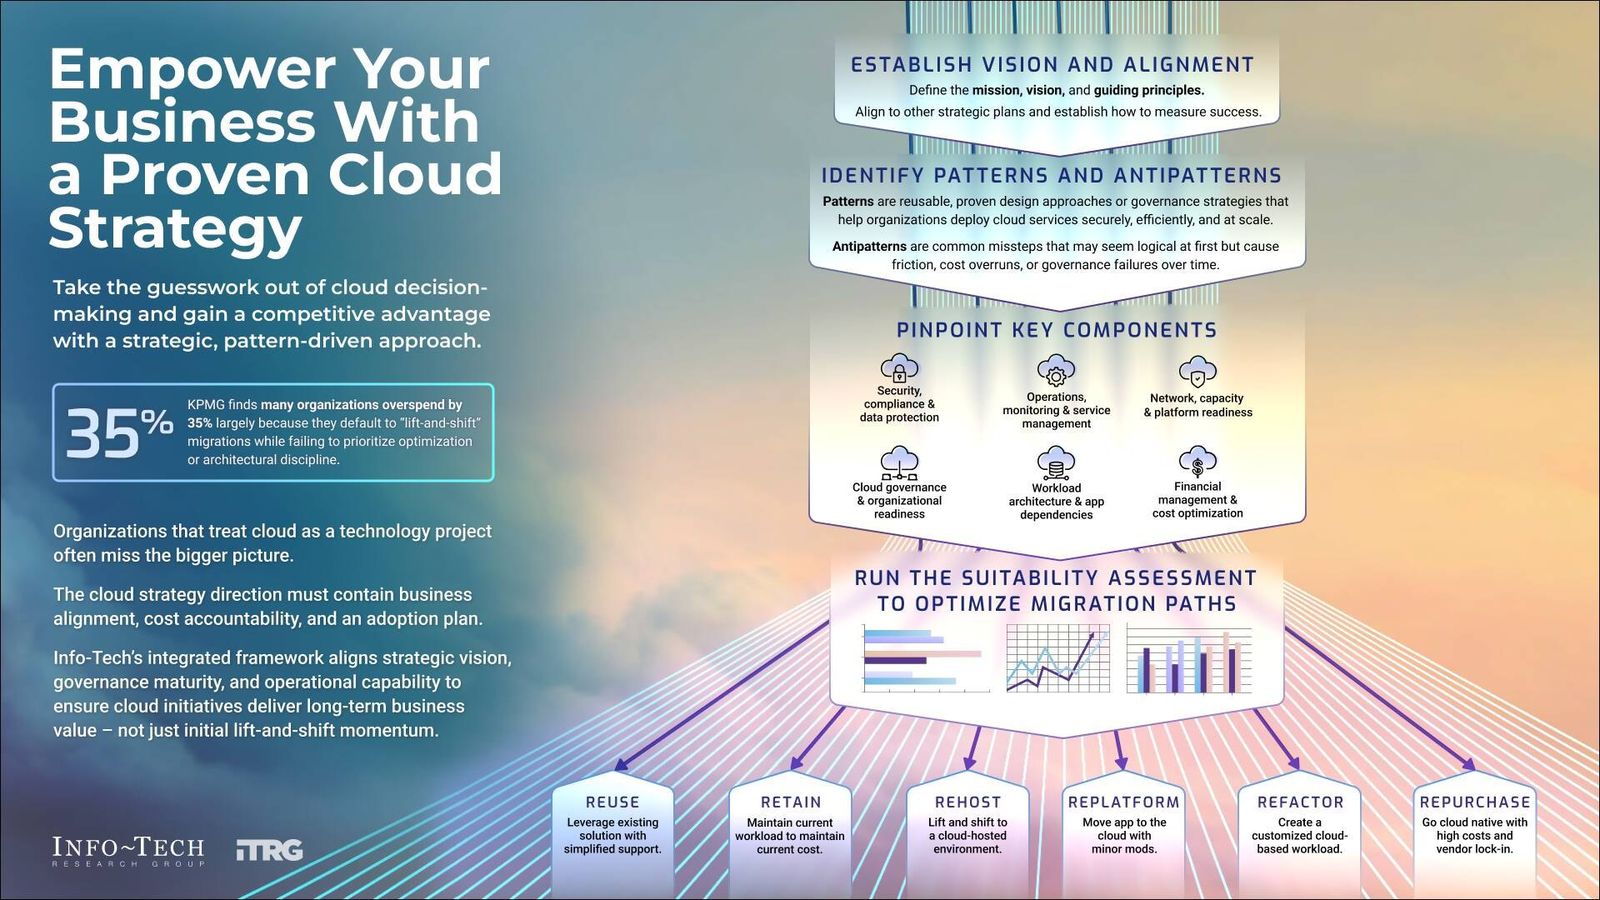 Empower Your
Business With
a Proven Cloud
Strategy
Take the guesswork out of cloud decision-
making and gain a competitive advantage
with a strategic, pattern-driven approach.
35%
KPMG finds many organizations overspend by
35% largely because they default to “lift-and-shift”
migrations while failing to prioritize optimization
or architectural discipline.
Organizations that treat cloud as a technology project
often miss the bigger picture.
The cloud strategy direction must contain business
alignment, cost accountability, and an adoption plan.
Info-Tech’s integrated framework aligns strategic vision,
governance maturity, and operational capability to
ensure cloud initiatives deliver long-term business
value – not just initial lift-and-shift momentum.
INFO~TECH
RESEARCH GROUP
iTRG
ESTABLISH VISION AND ALIGNMENT
Define the mission, vision, and guiding principles.
Align to other strategic plans and establish how to measure success.
IDENTIFY PATTERNS AND ANTIPATTERNS
Patterns are reusable, proven design approaches or governance strategies that
help organizations deploy cloud services securely, efficiently, and at scale.
Antipatterns are common missteps that may seem logical at first but cause
friction, cost overruns, or governance failures over time.
PINPOINT KEY COMPONENTS
Security,
compliance &
data protection
Operations,
monitoring & service
management
Network, capacity
& platform readiness
Cloud governance
& organizational
readiness
Workload
architecture & app
dependencies
Financial
management &
cost optimization
RUN THE SUITABILITY ASSESSMENT
TO OPTIMIZE MIGRATION PATHS
REUSE
Leverage existing
solution with
simplified support.
RETAIN
Maintain current
workload to maintain
current cost.
REHOST
Lift and shift to
a cloud-hosted
environment.
REPLATFORM
Move app to the
cloud with
minor mods.
REFACTOR
Create a
customized cloud-
based workload.
REPURCHASE
Go cloud native with
high costs and
vendor lock-in.